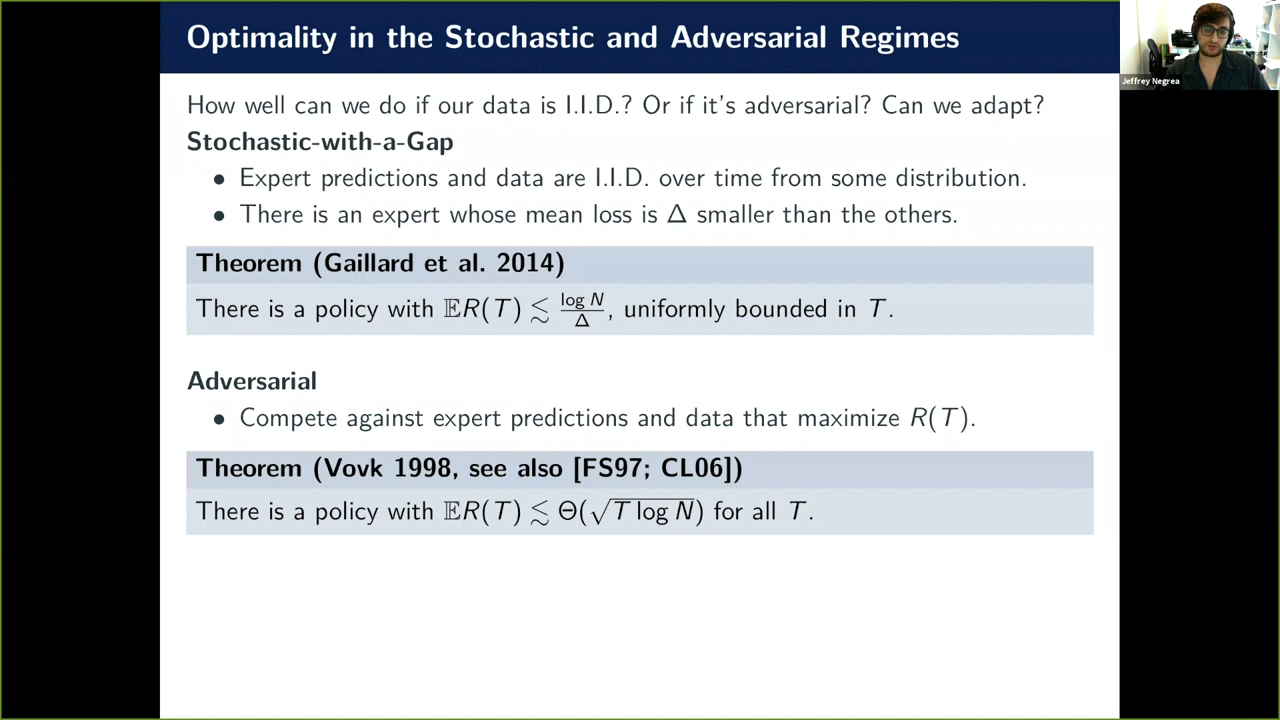 Optimality in the Stochastic and Adversarial Regimes
Jeffrey Negrea
How well can we do if our data is I.I.D.? Or if it's adversarial? Can we adapt?
Stochastic-with-a-Gap
• Expert predictions and data are I.I.D. over time from some distribution.
• There is an expert whose mean loss is Δ smaller than the others.
Theorem (Gaillard et al. 2014)
There is a policy with 𝔼R(T) ≲ log N / Δ, uniformly bounded in T.
Adversarial
• Compete against expert predictions and data that maximize R(T).
Theorem (Vovk 1998, see also [FS97; CL06])
There is a policy with 𝔼R(T) ≲ Θ(√(T log N)) for all T.